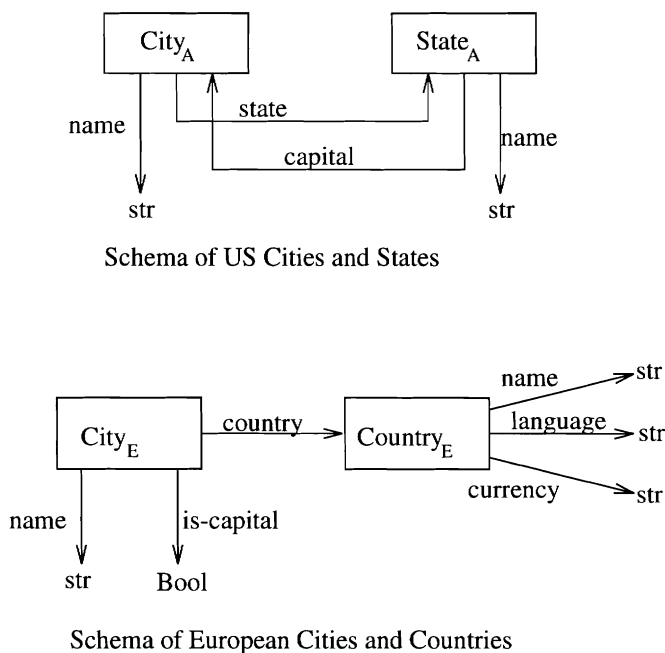 City_A
State_A
state
name
capital
name
str
str
Schema of US Cities and States
name
str
City_E
country
Country_E
language
str
name
is-capital
currency
str
str
Bool
Schema of European Cities and Countries